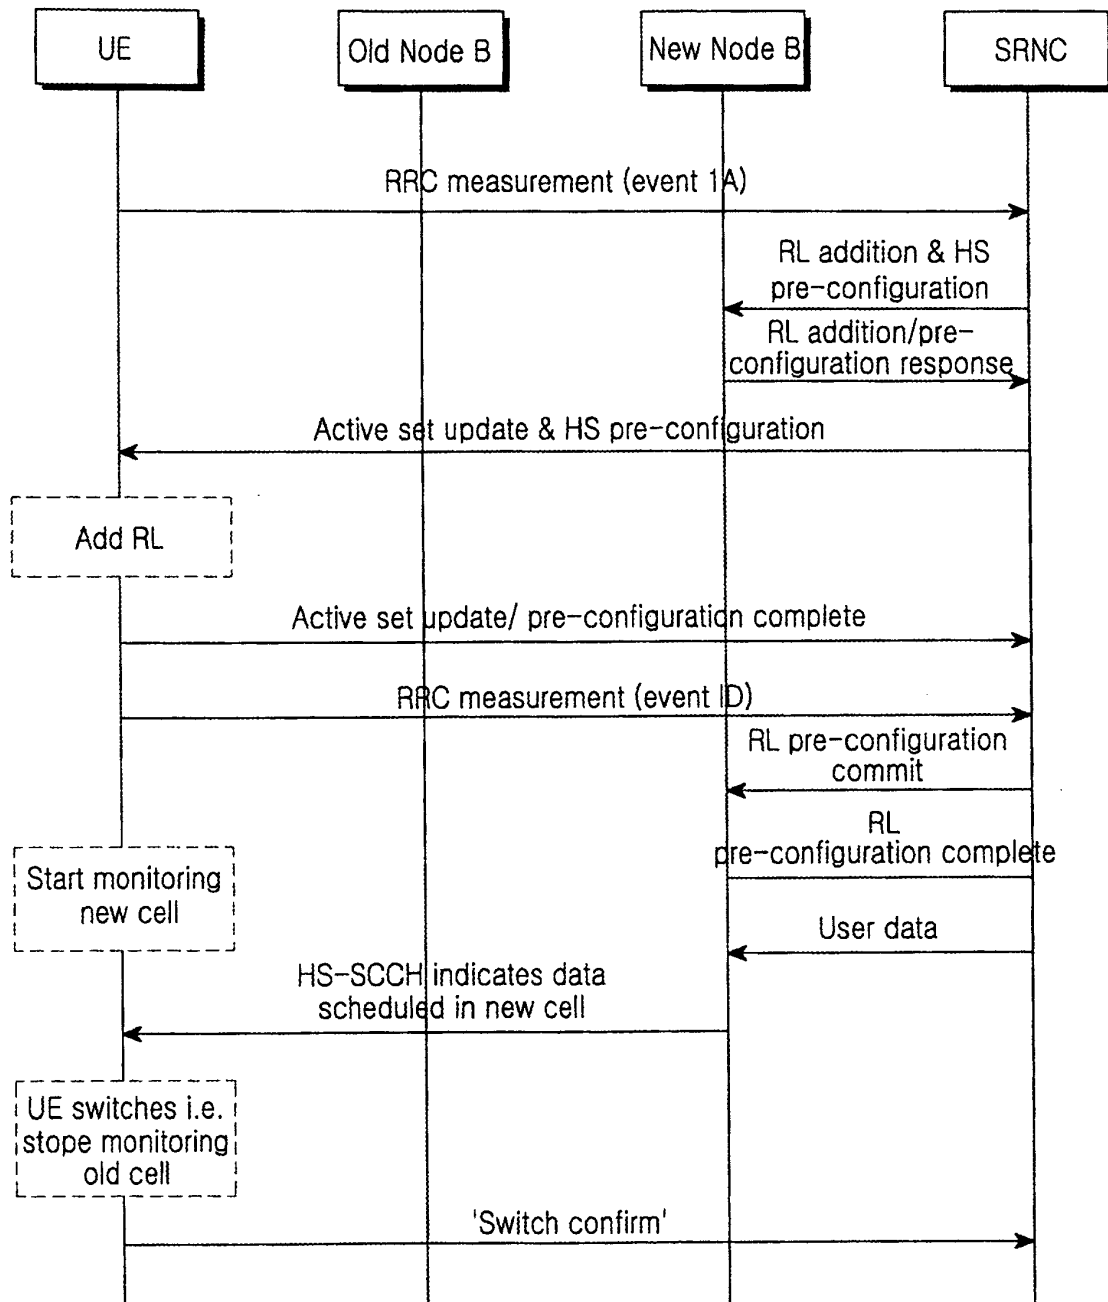 UE
Old Node B
New Node B
SRNC
RRC measurement (event 1A)
RL addition & HS
pre-configuration
RL addition/pre-
configuration response
Active set update & HS pre-configuration
Add RL
Active set update/ pre-configuration complete
RRC measurement (event ID)
RL pre-configuration
commit
RL
pre-configuration complete
Start monitoring
new cell
User data
HS-SCCH indicates data
scheduled in new cell
UE switches i.e.
stope monitoring
old cell
'Switch confirm'